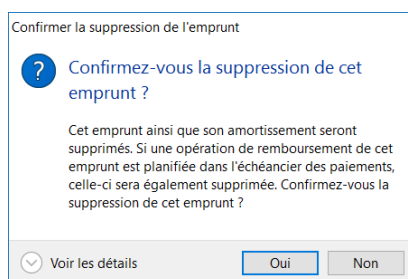 Confirmer la suppression de l'emprunt
Confirmez-vous la suppression de cet
emprunt ?
Cet emprunt ainsi que son amortissement seront
supprimés. Si une opération de remboursement de cet
emprunt est planifiée dans l'échéancier des paiements,
celle-ci sera également supprimée. Confirmez-vous la
suppression de cet emprunt ?
Voir les détails
Oui
Non